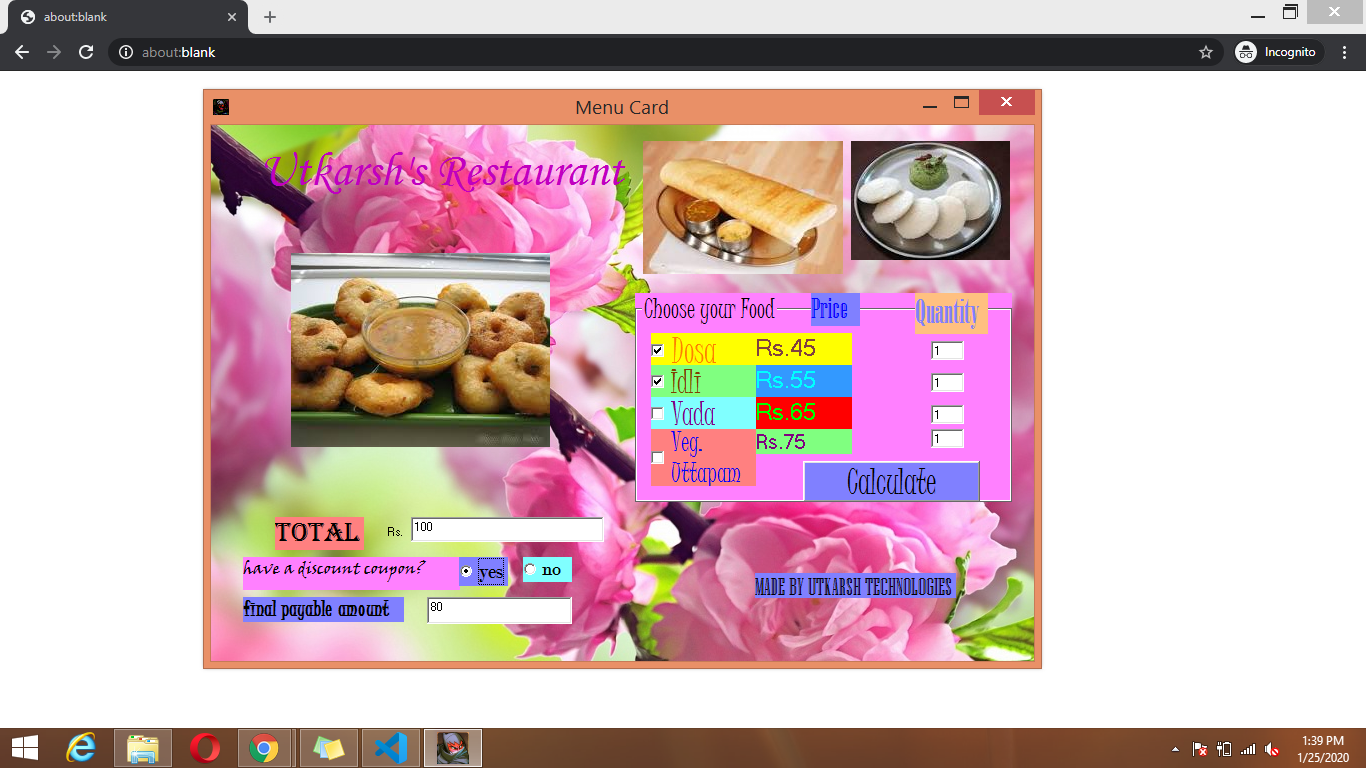 about:blank
about:blank
Incognito
Menu Card
Utkarsh's Restaurant
Choose your Food Price Quantity
Dosa Rs.45 1
Idli Rs.55 1
Vada Rs.65 1
Veg. Rs.75 1
Uttapam
Calculate
TOTAL Rs. 100
have a discount coupon? yes no
final payable amount 80
MADE BY UTKARSH TECHNOLOGIES
1:39 PM
1/25/2020